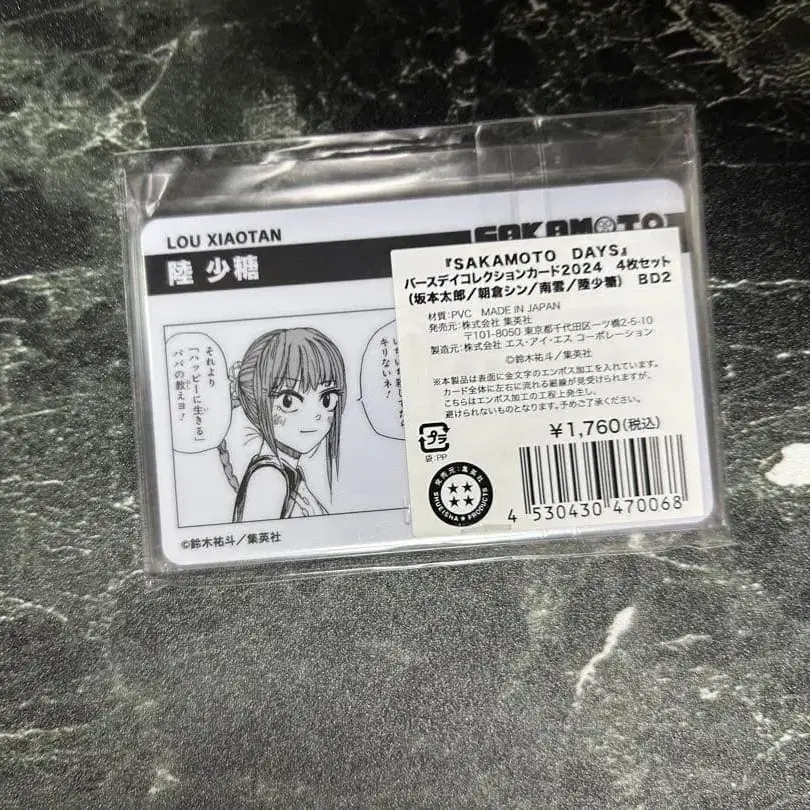 LOU XIAOTAN
陸 少糖
SAKAMOTO
それより
「ハッピーに生きる」
パパの教えヨ！
キリないネ！
©鈴木祐斗／集英社
『SAKAMOTO DAYS』
バースデイコレクションカード2024 4枚セット
(坂本太郎／朝倉シン／南雲／陸少糖) BD2
材質:PVC MADE IN JAPAN
発売元:株式会社 集英社
〒101-8050 東京都千代田区一ツ橋2-5-10
製造元:株式会社 エス・アイ・エス コーポレーション
©鈴木祐斗／集英社
※本製品は表面に金文字のエンボス加工を入れています。
カード全体に左右に流れる細線が見受けられますが、
こちらはエンボス加工の工程上発生し、
避けられないものとなります。予めご了承ください。
プラ
袋:PP
¥1,760(税込)
発売元:集英社
SHUEISHA PRODUCTS
4 530430 470068